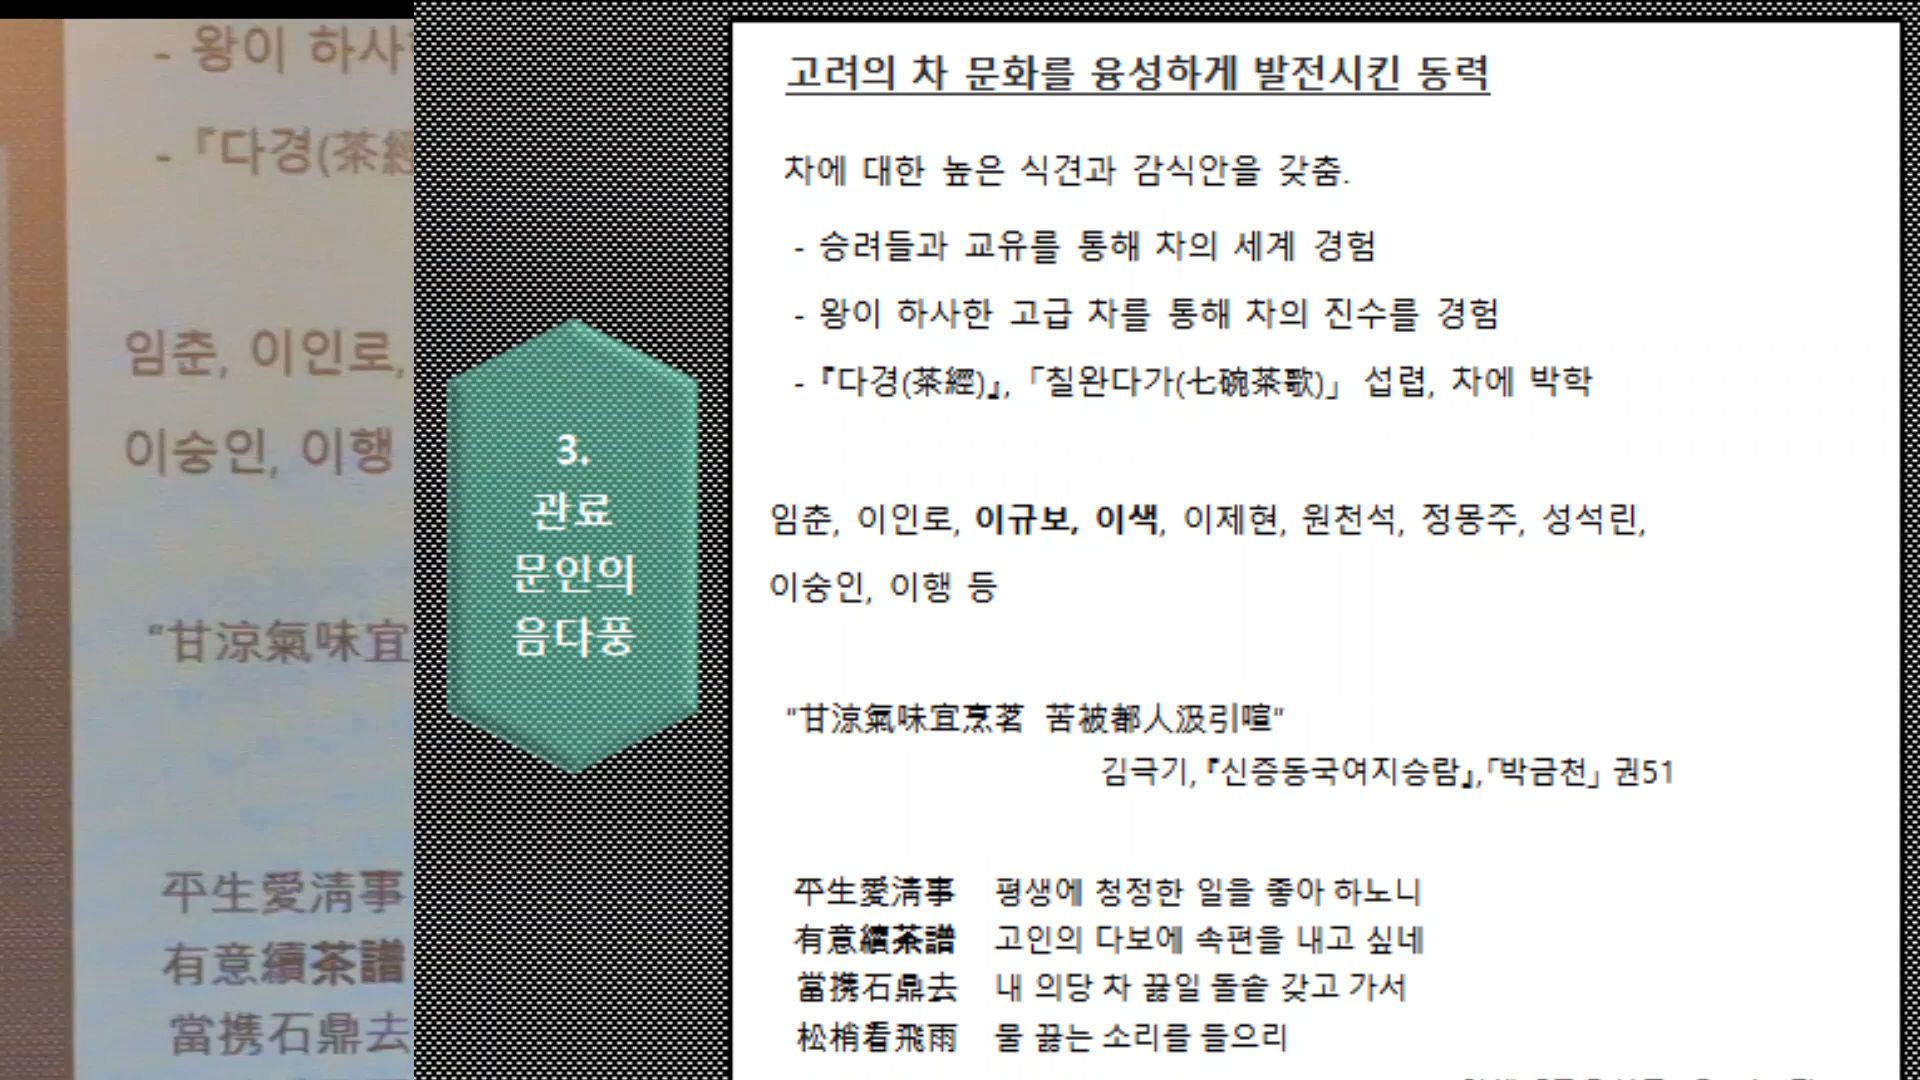 - 왕이 하사
- 『다경(茶經
임춘, 이인로,
이숭인, 이행
“甘涼氣味宜
平生愛淸事
有意續茶譜
當携石鼎去
3.
관료
문인의
음다풍
고려의 차 문화를 융성하게 발전시킨 동력
차에 대한 높은 식견과 감식안을 갖춤.
- 승려들과 교유를 통해 차의 세계 경험
- 왕이 하사한 고급 차를 통해 차의 진수를 경험
- 『다경(茶經)』, 「칠완다가(七碗茶歌)」 섭렵, 차에 박학
임춘, 이인로, 이규보, 이색, 이제현, 원천석, 정몽주, 성석린,
이숭인, 이행 등
“甘涼氣味宜烹茗 苦被都人汲引喧“
김극기, 『신증동국여지승람』, 「박금천」 권51
平生愛淸事 평생에 청정한 일을 좋아 하노니
有意續茶譜 고인의 다보에 속편을 내고 싶네
當携石鼎去 내 의당 차 끓일 돌솥 갖고 가서
松梢看飛雨 물 끓는 소리를 들으리